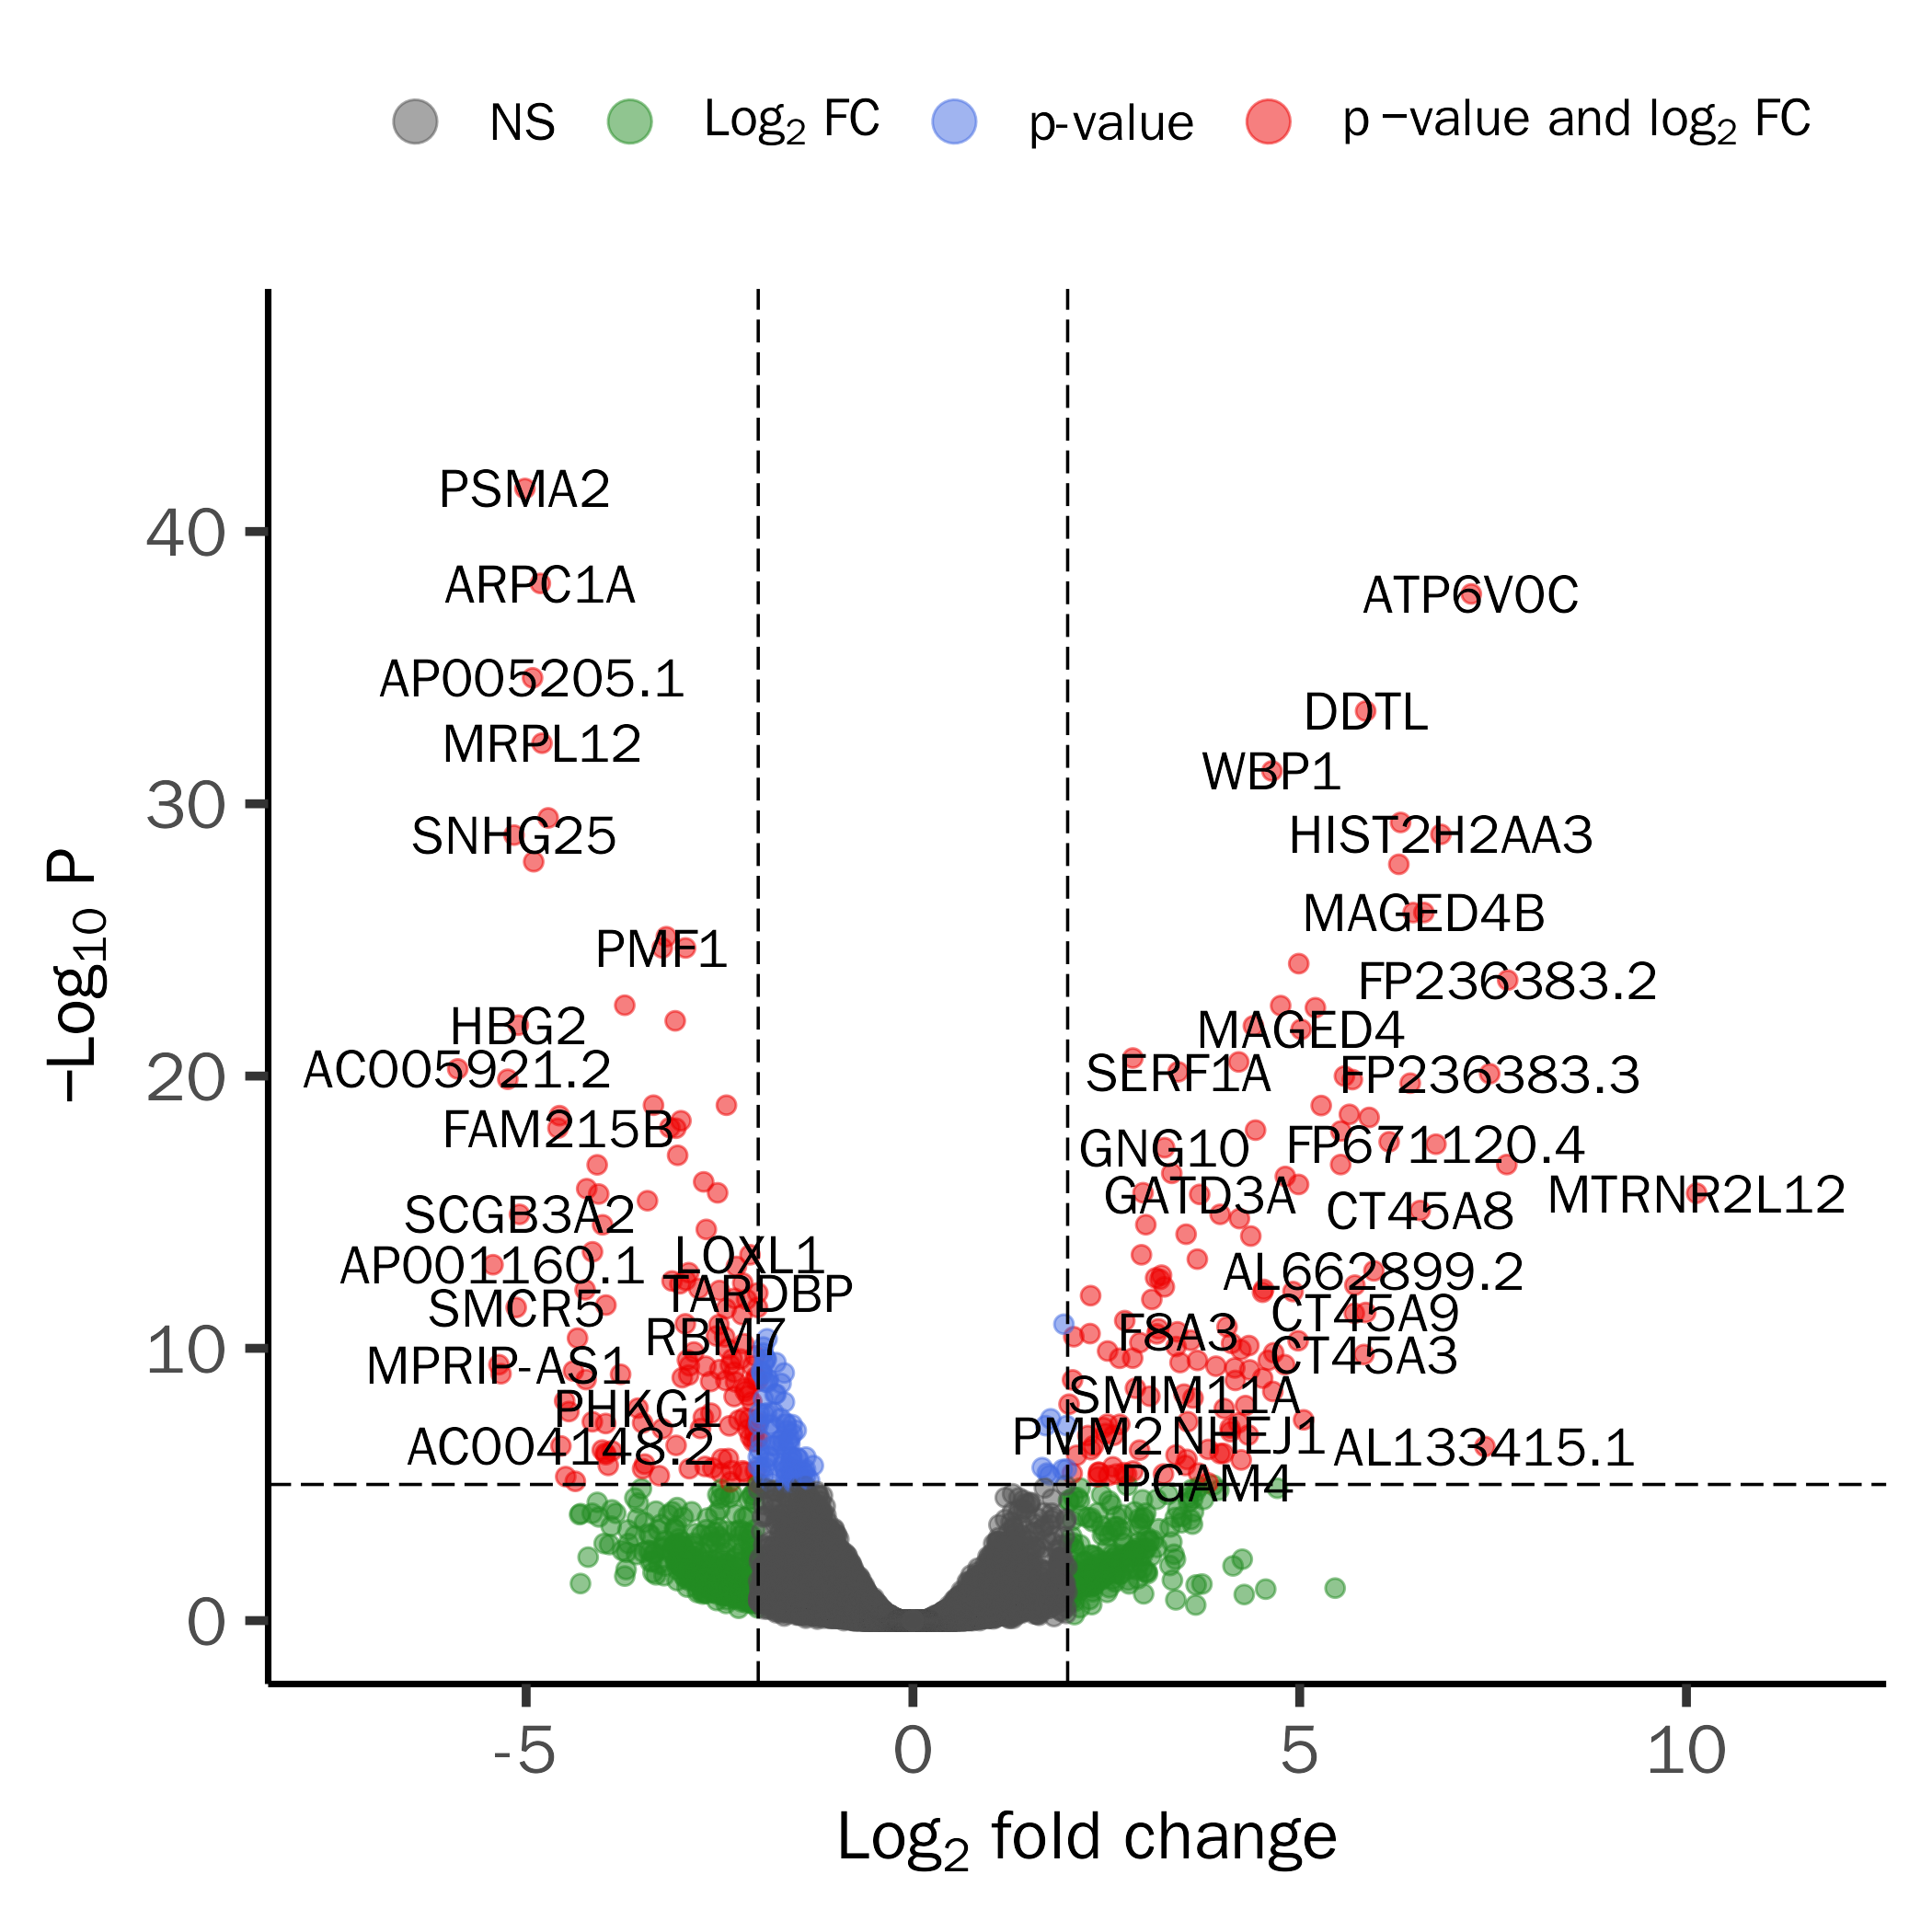 NS Log2 FC p-value p −value and log2 FC
−Log10 P
40
30
20
10
0
PSMA2
ARPC1A
ATP6V0C
AP005205.1
DDTL
MRPL12
WBP1
SNHG25
HIST2H2AA3
MAGED4B
PMF1
FP236383.2
HBG2
MAGED4
AC005921.2
SERF1A
FP236383.3
FAM215B
GNG10
FP671120.4
GATD3A
MTRNR2L12
SCGB3A2
CT45A8
LOXL1
AP001160.1
AL662899.2
TARDBP
SMCR5
CT45A9
RBM7
F8A3
MPRIP-AS1
CT45A3
PHKG1
SMIM11A
AC004148.2
PMM2
NHEJ1
AL133415.1
PGAM4
-5
0
5
10
Log2 fold change